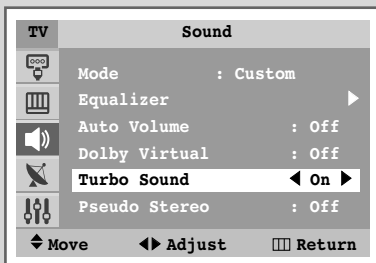 TV Sound
Mode : Custom
Equalizer
Auto Volume : Off
Dolby Virtual : Off
Turbo Sound On
Pseudo Stereo : Off
Move Adjust Return